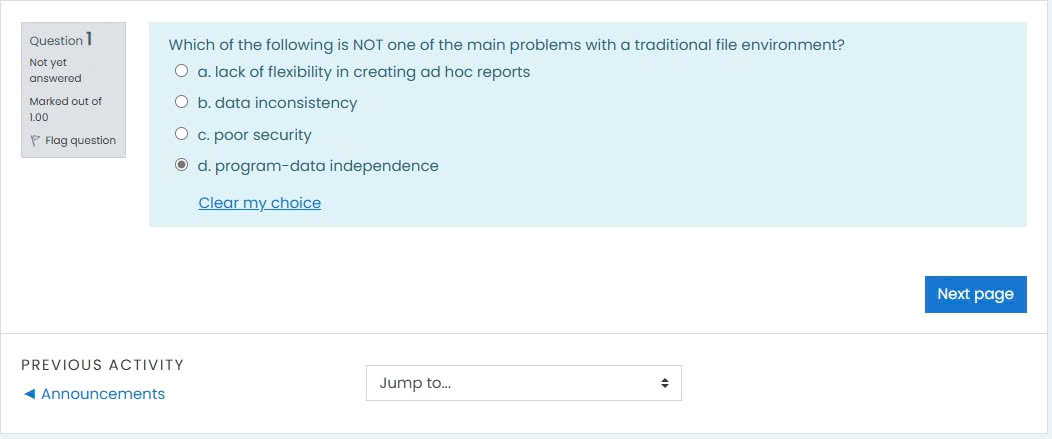 Question 1
Not yet
answered
Marked out of
1.00
Flag question
Which of the following is NOT one of the main problems with a traditional file environment?
a. lack of flexibility in creating ad hoc reports
b. data inconsistency
c. poor security
d. program-data independence
Clear my choice
Next page
PREVIOUS ACTIVITY
◄ Announcements
Jump to...